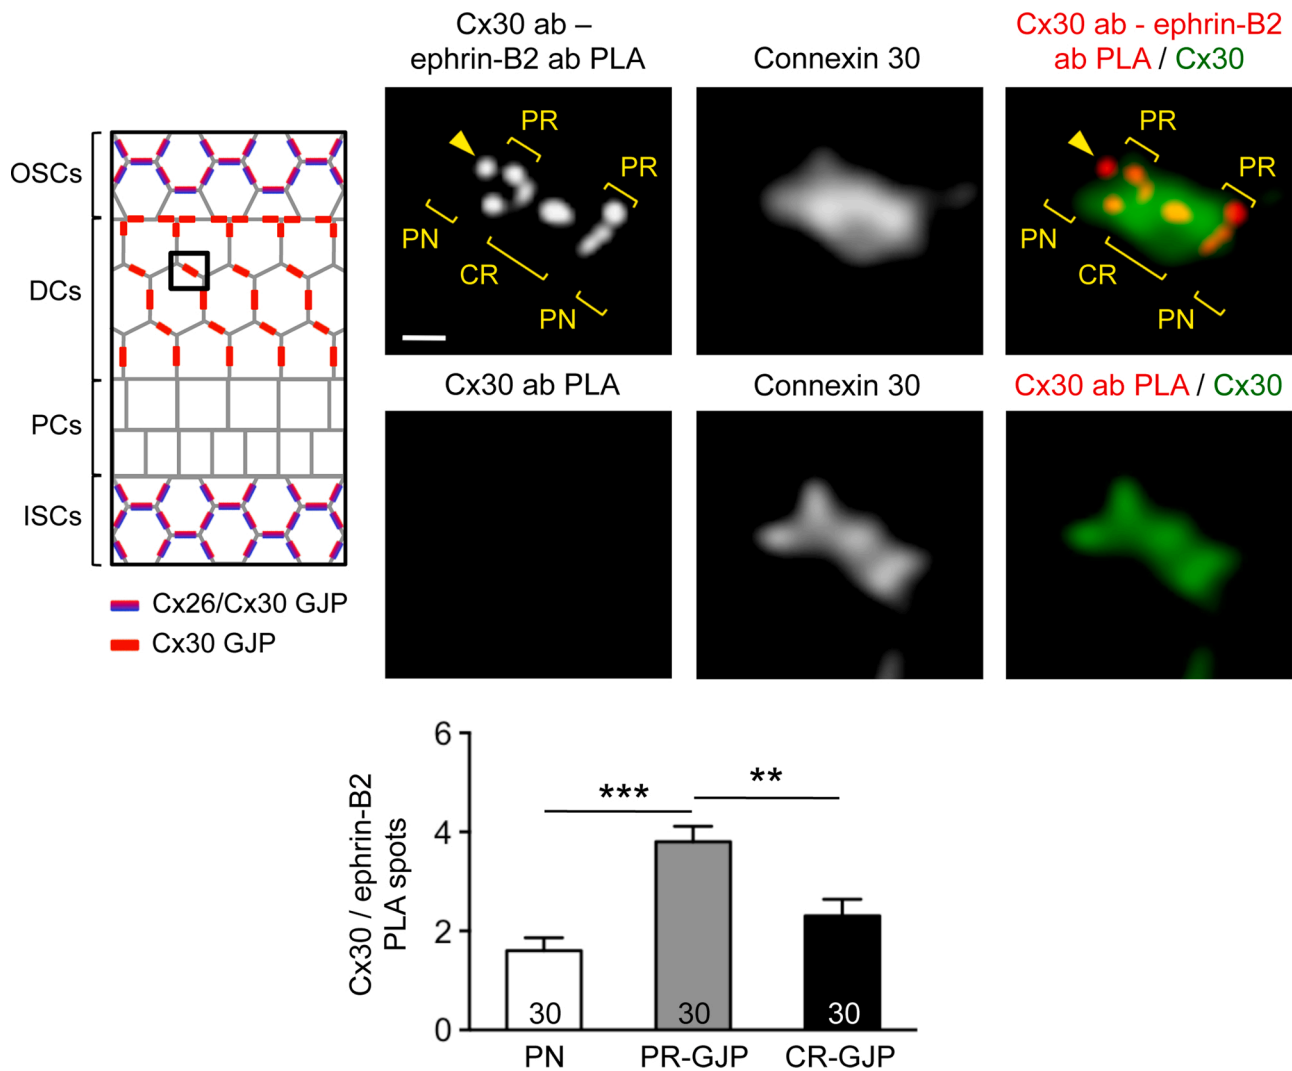 Cx30 ab –
ephrin-B2 ab PLA
Connexin 30
Cx30 ab - ephrin-B2
ab PLA / Cx30
OSCs
DCs
PCs
ISCs
Cx26/Cx30 GJP
Cx30 GJP
PR
PR
PN
CR
PN
PR
PR
PN
CR
PN
Cx30 ab PLA
Connexin 30
Cx30 ab PLA / Cx30
Cx30 / ephrin-B2
PLA spots
6
4
2
0
***
**
30
30
30
PN
PR-GJP
CR-GJP